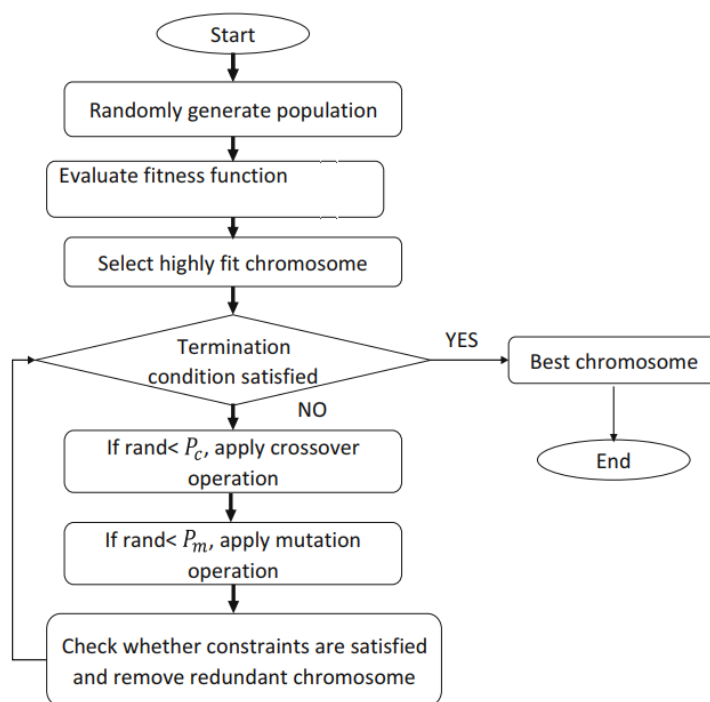 Start
Randomly generate population
Evaluate fitness function
Select highly fit chromosome
Termination
condition satisfied
YES
Best chromosome
End
NO
If rand< P_c, apply crossover
operation
If rand< P_m, apply mutation
operation
Check whether constraints are satisfied
and remove redundant chromosome